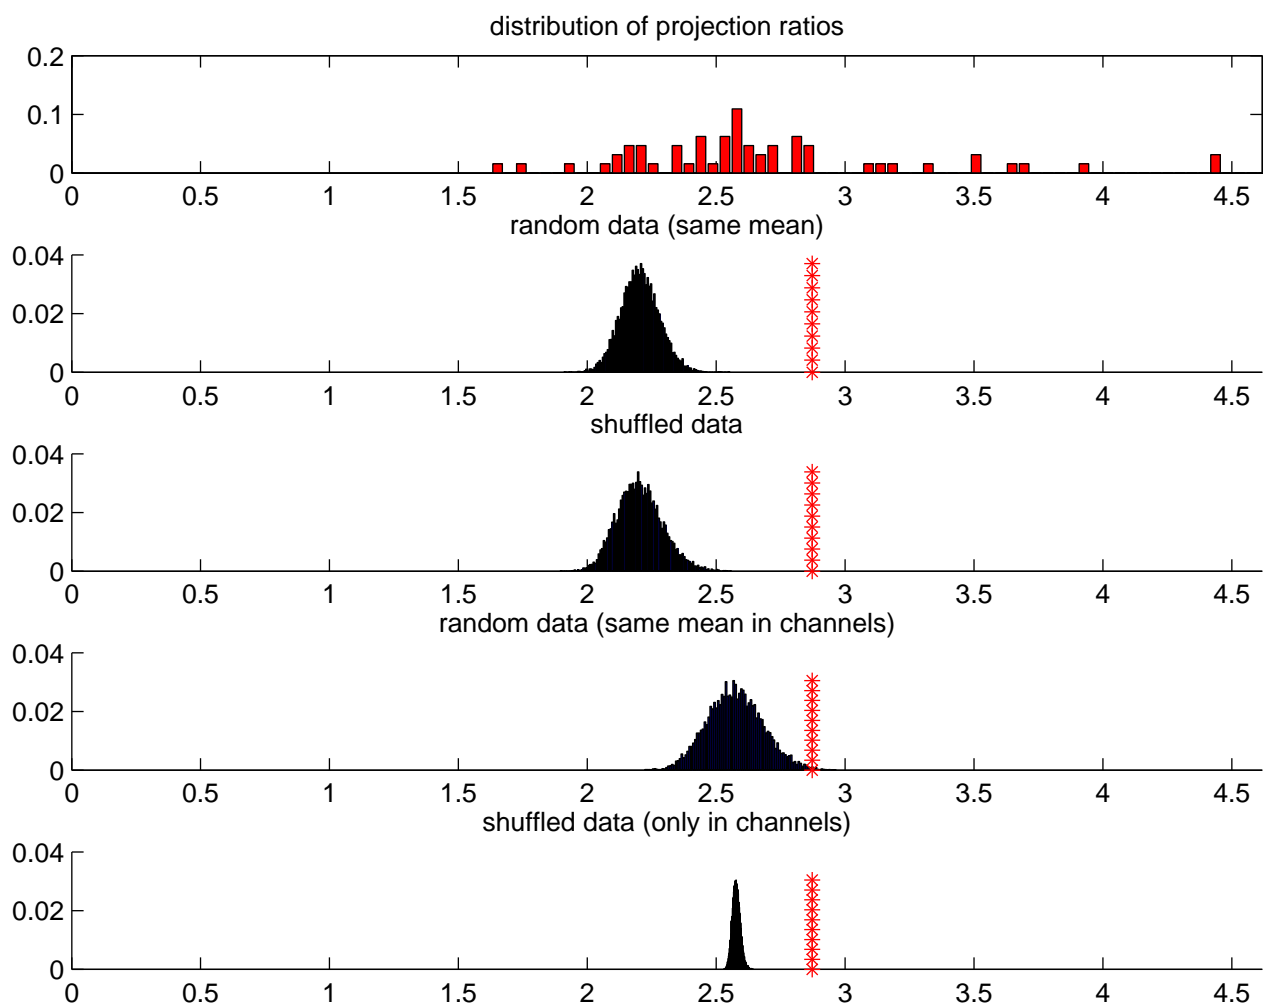 distribution of projection ratios
0.2
0.1
0
0 0.5 1 1.5 2 2.5 3 3.5 4 4.5
random data (same mean)
0.04
0.02
0
0 0.5 1 1.5 2 2.5 3 3.5 4 4.5
shuffled data
0.04
0.02
0
0 0.5 1 1.5 2 2.5 3 3.5 4 4.5
random data (same mean in channels)
0.04
0.02
0
0 0.5 1 1.5 2 2.5 3 3.5 4 4.5
shuffled data (only in channels)
0.04
0.02
0
0 0.5 1 1.5 2 2.5 3 3.5 4 4.5